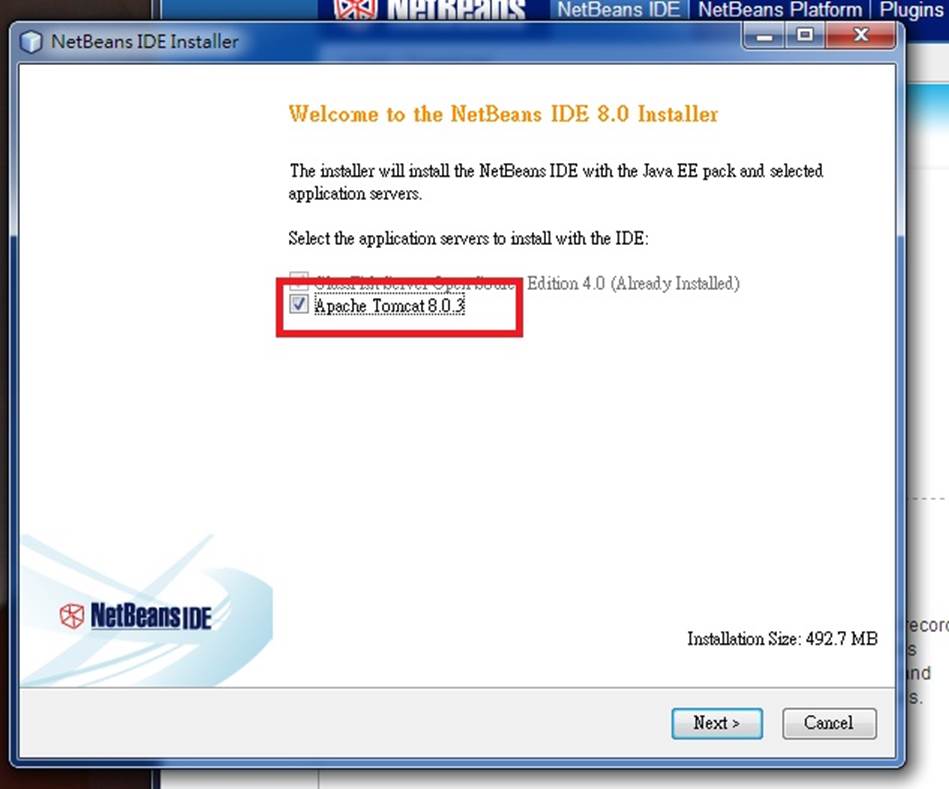 NetBeans
NetBeans IDE
NetBeans Platform
Plugins
NetBeans IDE Installer
Welcome to the NetBeans IDE 8.0 Installer
The installer will install the NetBeans IDE with the Java EE pack and selected
application servers.
Select the application servers to install with the IDE:
GlassFish Server Open Source Edition 4.0 (Already Installed)
Apache Tomcat 8.0.3
NetBeans IDE
Installation Size: 492.7 MB
Next >
Cancel